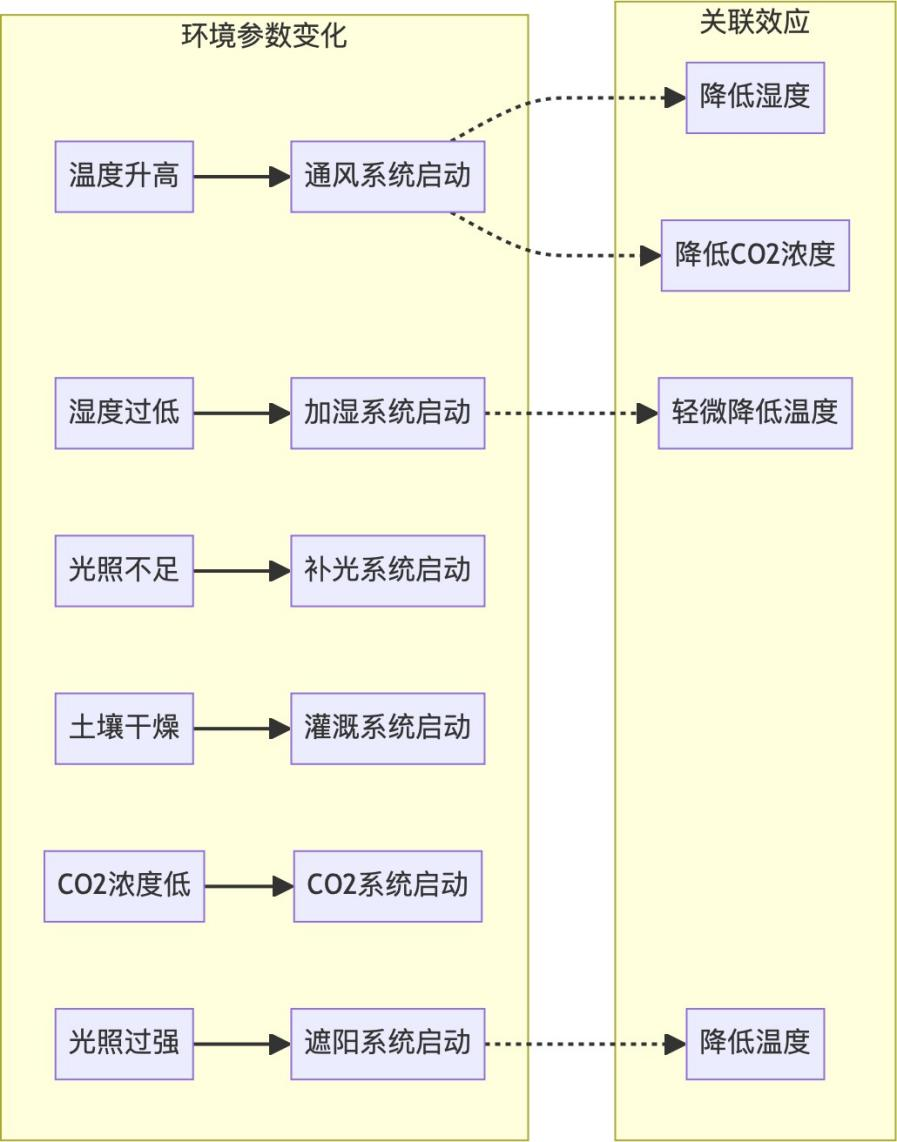 环境参数变化
关联效应
降低湿度
温度升高
通风系统启动
降低CO2浓度
湿度过低
加湿系统启动
轻微降低温度
光照不足
补光系统启动
土壤干燥
灌溉系统启动
CO2浓度低
CO2系统启动
光照过强
遮阳系统启动
降低温度